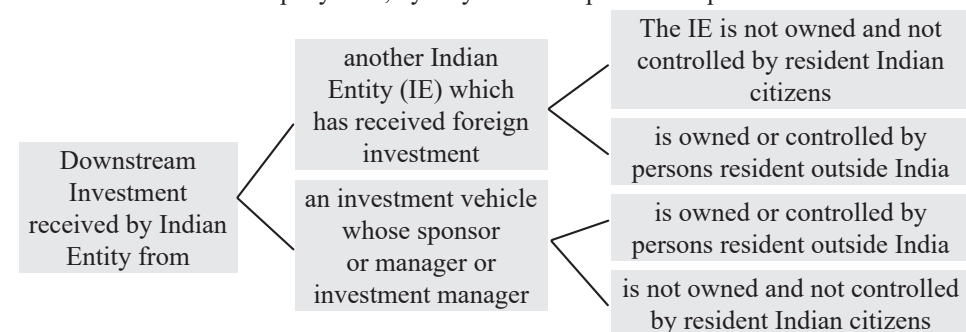 Downstream
Investment
received by Indian
Entity from
another Indian
Entity (IE) which
has received foreign
investment
The IE is not owned and not
controlled by resident Indian
citizens
is owned or controlled by
persons resident outside India
an investment vehicle
whose sponsor
or manager or
investment manager
is owned or controlled by
persons resident outside India
is not owned and not controlled
by resident Indian citizens